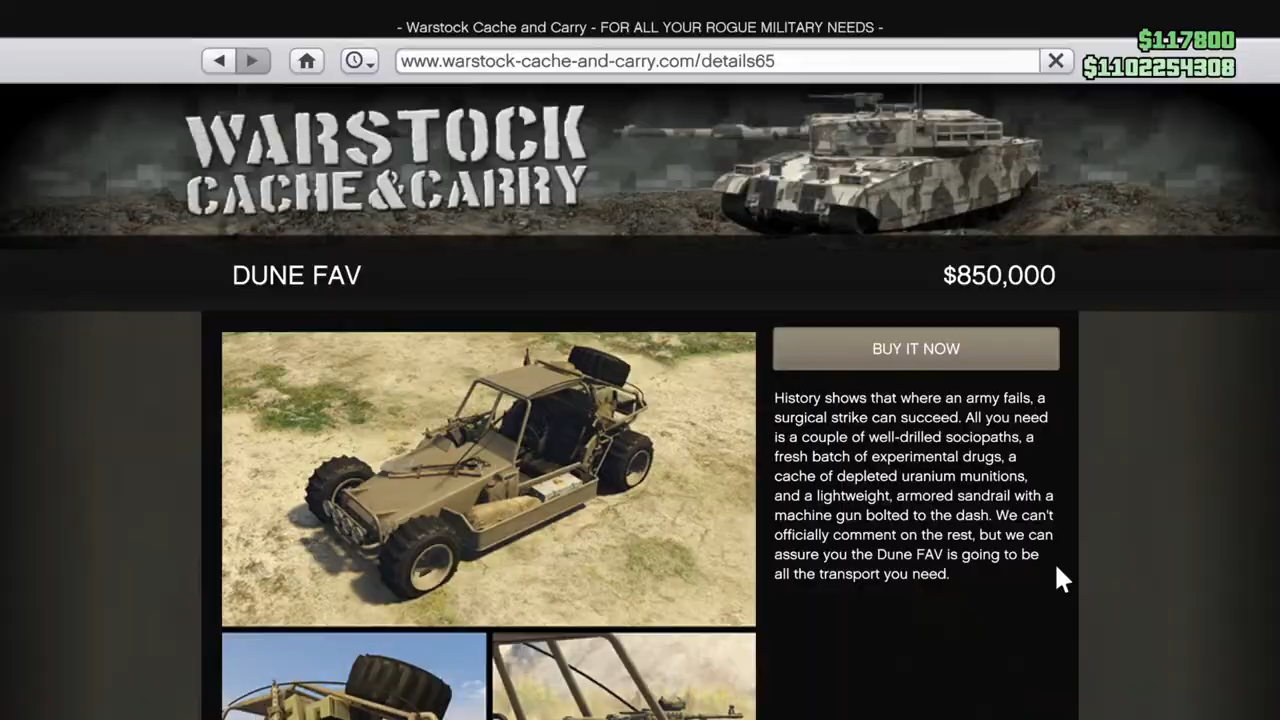 - Warstock Cache and Carry - FOR ALL YOUR ROGUE MILITARY NEEDS -
$117800
www.warstock-cache-and-carry.com/details65
$1102254308
WARSTOCK
CACHE&CARRY
DUNE FAV
$850,000
BUY IT NOW
History shows that where an army fails, a
surgical strike can succeed. All you need
is a couple of well-drilled sociopaths, a
fresh batch of experimental drugs, a
cache of depleted uranium munitions,
and a lightweight, armored sandrail with a
machine gun bolted to the dash. We can't
officially comment on the rest, but we can
assure you the Dune FAV is going to be
all the transport you need.